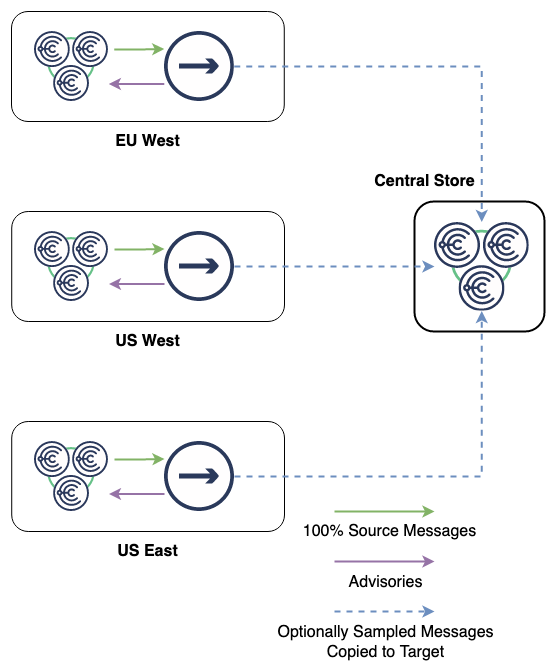 EU West
Central Store
US West
US East
100% Source Messages
Advisories
Optionally Sampled Messages
Copied to Target